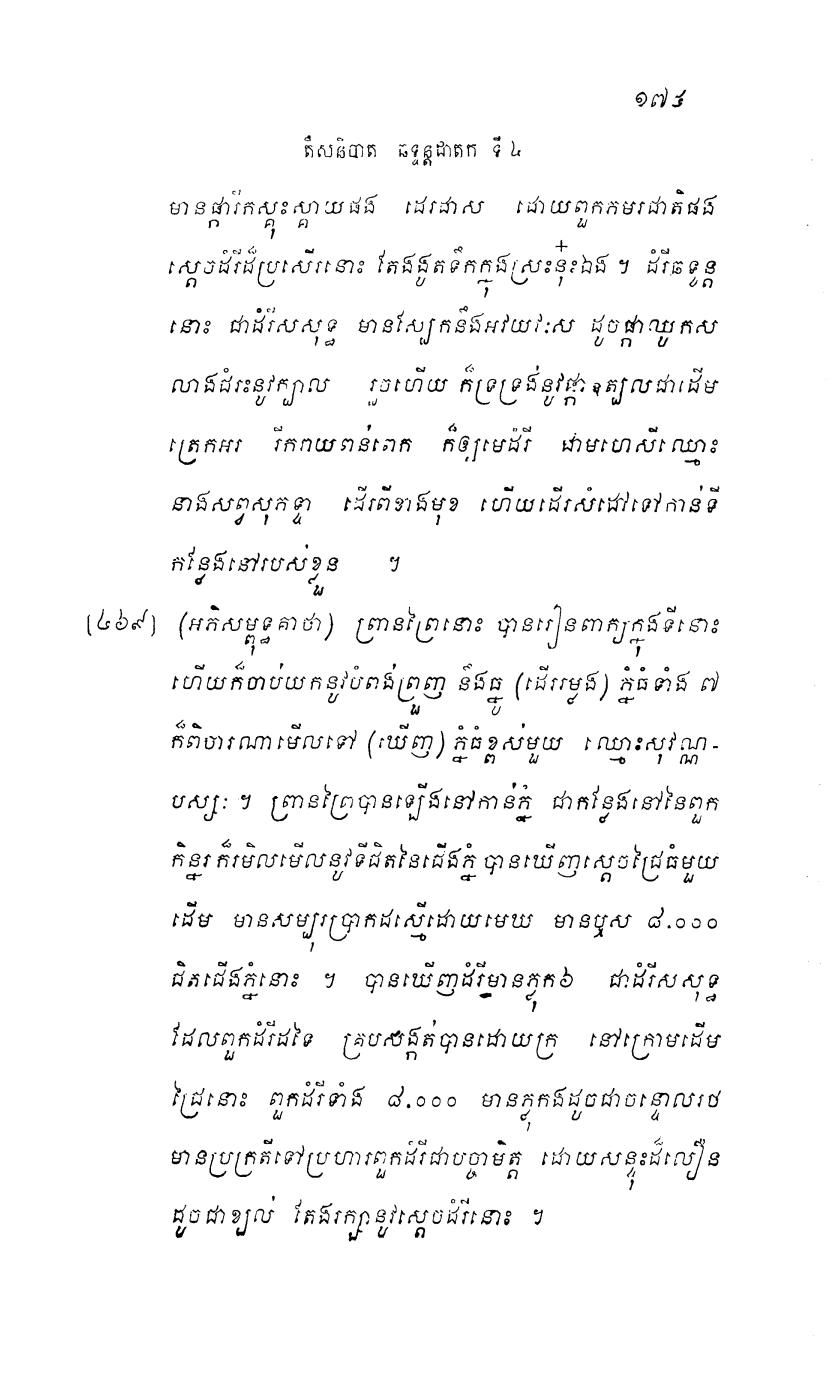 ១៧៥
តឹសនិបាត ឆទ្ទន្តជាតក ទី ៤
មានផ្ការីកស្គុះស្គាយផង ដេរដាស ដោយពួកភមរជាតិផង
ស្តេចដំរីដ៏ប្រសើរនោះ តែងងូតទឹកក្នុងស្រះនុ៎ះឯង ។ ដំរីឆទ្ទន្ត
នោះ ជាដំរីសសុទ្ធ មានស្បែកនឹងអវយវៈស ដូចផ្កាឈូកស
លាងជំរះនូវក្បាល រួចហើយ ក៏ទ្រទ្រង់នូវផ្កាឧត្បលជាដើម
ត្រេកអរ រីករាយពន់ពេក ក៏ឲ្យមេដំរី ជាមហេសីឈ្មោះ
នាងសព្វសុភទ្ទា ដើរពីខាងមុខ ហើយដើរសំដៅទៅកាន់ទី
កន្លែងនៅរបស់ខ្លួន ។
[៤៦៩] (អភិសម្ពុទ្ធគាថា) ព្រានព្រៃនោះ បានរៀនពាក្យក្នុងទីនោះ
ហើយក៏ចាប់យកនូវបំពង់ព្រួញ នឹងធ្នូ (ដើររម្លង) ភ្នំធំទាំង ៧
ក៏ពិចារណាមើលទៅ (ឃើញ) ភ្នំធំខ្ពស់មួយ ឈ្មោះសុវណ្ណ-
បស្សៈ ។ ព្រានព្រៃបានឡើងនៅកាន់ភ្នំ ជាកន្លែងនៅនៃពួក
កិន្នរ ក៏រមិលមើលនូវទីជិតនៃជើងភ្នំ បានឃើញស្តេចជ្រៃធំមួយ
ដើម មានសម្បុរប្រាកដស្មើដោយមេឃ មានឫស ៨.០០០
ជិតជើងភ្នំនោះ ។ បានឃើញដំរីមានភ្លុក៦ ជាដំរីសសុទ្ធ
ដែលពួកដំរីដទៃ គ្របសង្កត់បានដោយក្រ នៅក្រោមដើម
ជ្រៃនោះ ពួកដំរីទាំង ៨.០០០ មានភ្លុកងដូចជាចន្ទោលរថ
មានប្រក្រតីទៅប្រហារពួកដំរីជាបច្ចាមិត្ត ដោយសន្ទុះដ៏លឿន
ដូចជាខ្យល់ តែងរក្សានូវស្តេចដំរីនោះ ។